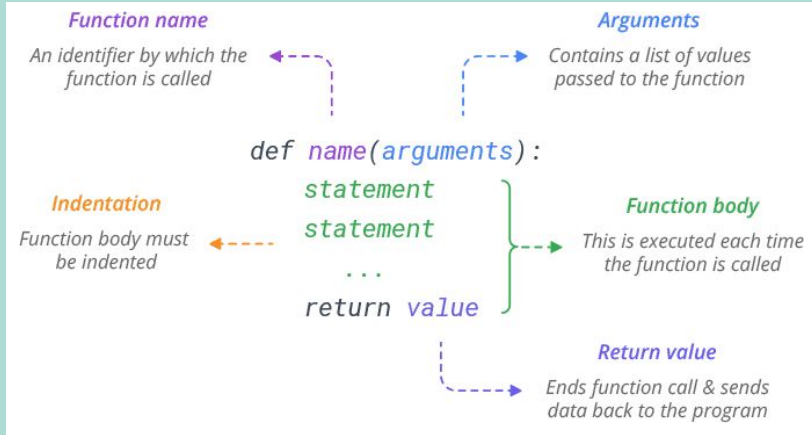 Function name
An identifier by which the
function is called
Arguments
Contains a list of values
passed to the function
def name(arguments):
statement
statement
...
return value
Indentation
Function body must
be indented
Function body
This is executed each time
the function is called
Return value
Ends function call & sends
data back to the program